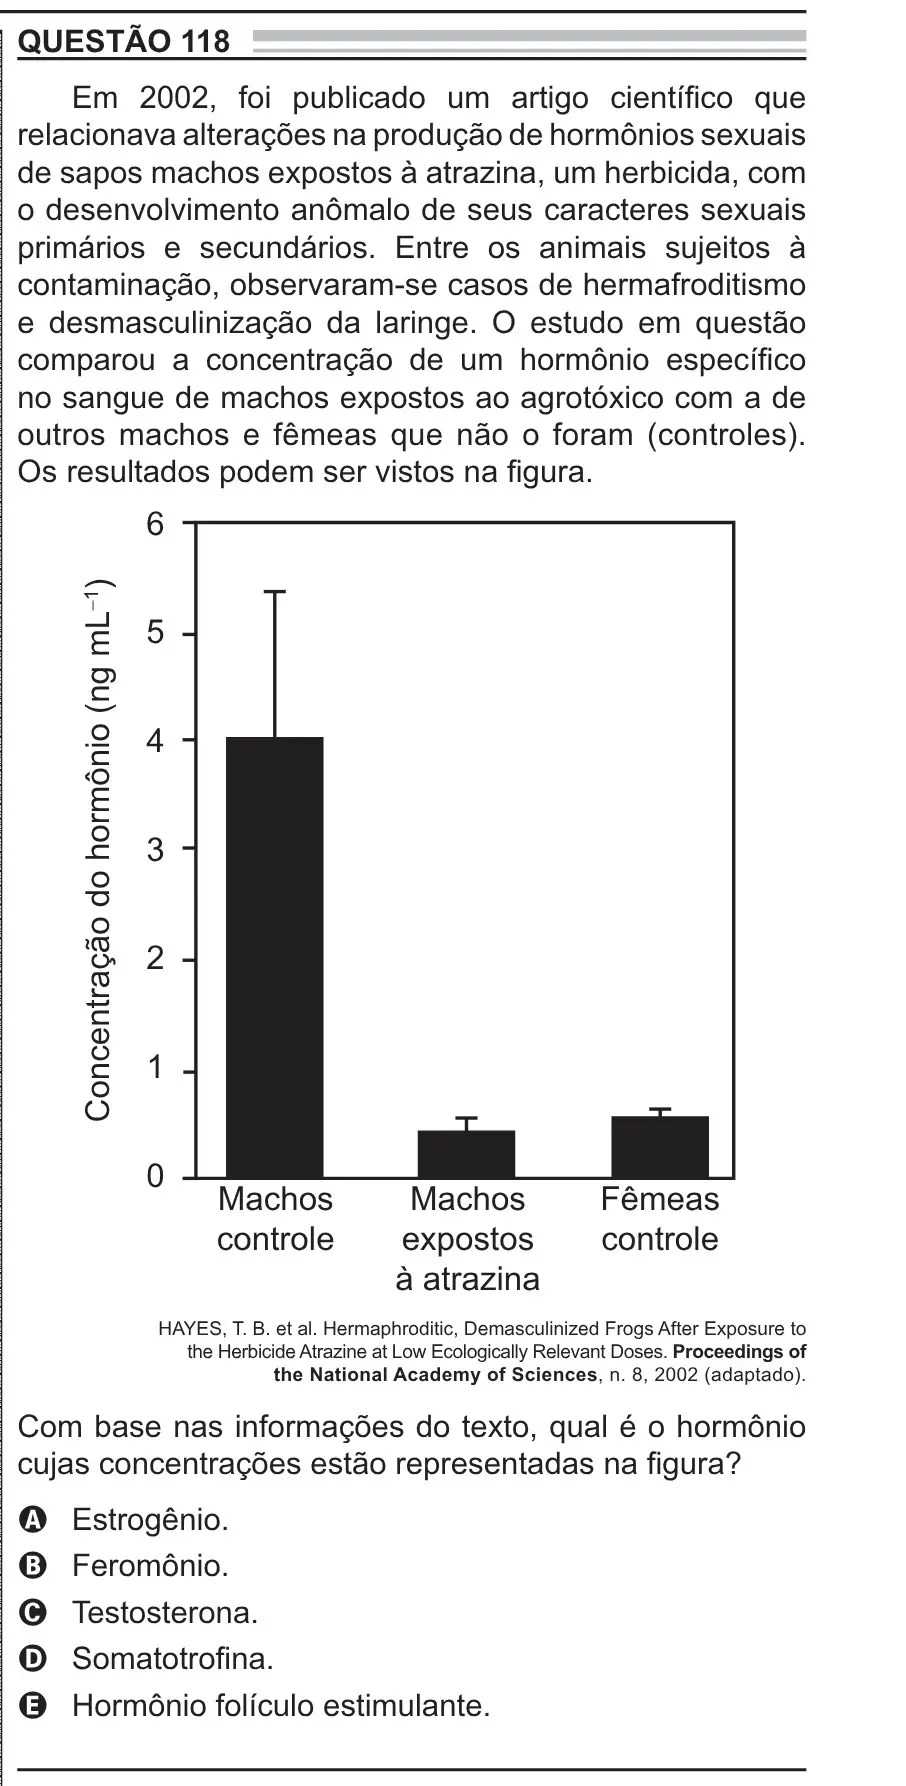 QUESTÃO 118
Em 2002, foi publicado um artigo científico que
relacionava alterações na produção de hormônios sexuais
de sapos machos expostos à atrazina, um herbicida, com
o desenvolvimento anômalo de seus caracteres sexuais
primários e secundários. Entre os animais sujeitos à
contaminação, observaram-se casos de hermafroditismo
e desmasculinização da laringe. O estudo em questão
comparou a concentração de um hormônio específico
no sangue de machos expostos ao agrotóxico com a de
outros machos e fêmeas que não o foram (controles).
Os resultados podem ser vistos na figura.
Concentração do hormônio (ng mL⁻¹)
6
5
4
3
2
1
0
Machos controle
Machos expostos à atrazina
Fêmeas controle
HAYES, T. B. et al. Hermaphroditic, Demasculinized Frogs After Exposure to
the Herbicide Atrazine at Low Ecologically Relevant Doses. Proceedings of
the National Academy of Sciences, n. 8, 2002 (adaptado).
Com base nas informações do texto, qual é o hormônio
cujas concentrações estão representadas na figura?
A Estrogênio.
B Feromônio.
C Testosterona.
D Somatotrofina.
E Hormônio folículo estimulante.